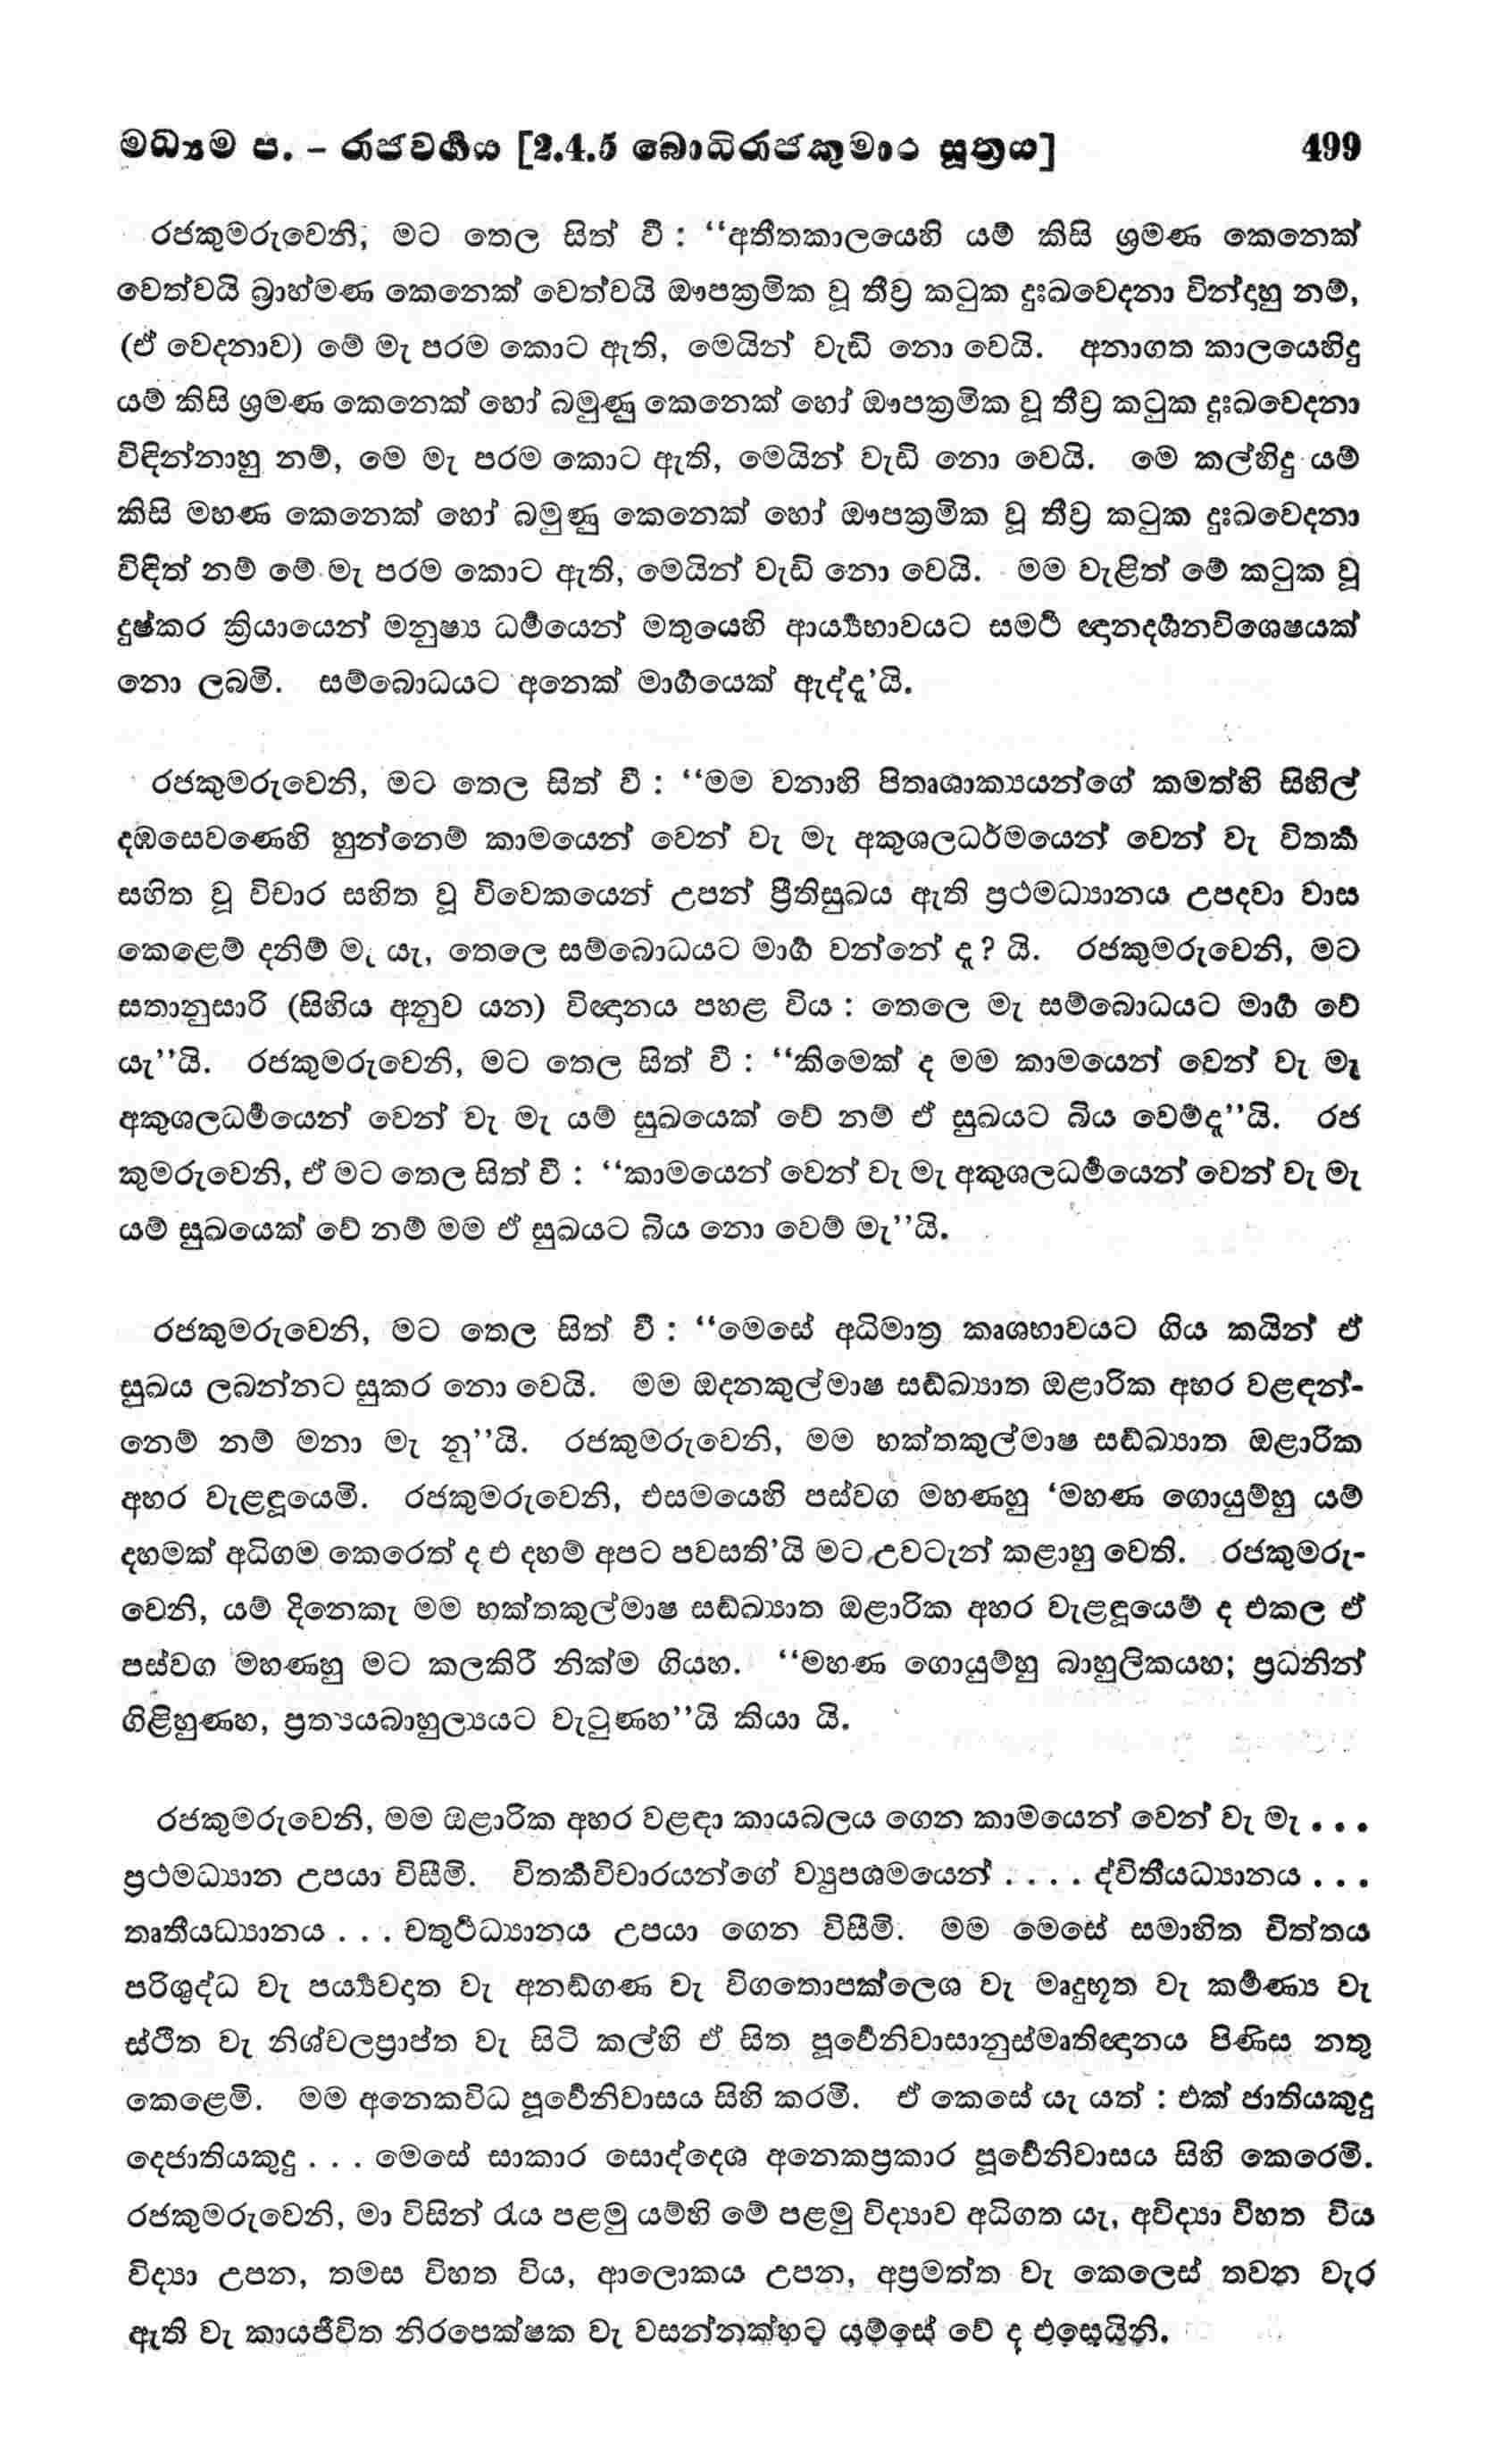 මධ්‍යම ප. – රාජවර්‍ගය [2.4.5 බොධිරාජකුමාර සූත්‍රය] 499
රජකුමරුවෙනි, මට තෙල සිත් වී : “අතීතකාලයෙහි යම් කිසි ශ්‍රමණ කෙනෙක්
වෙත්වයි බ්‍රාහ්මණ කෙනෙක් වෙත්වයි ඖපක්‍රමික වූ තීව්‍ර කටුක දුඃඛවෙදනා වින්දාහු නම්,
(ඒ වෙදනාව) මේ මැ පරම කොට ඇති, මෙයින් වැඩි නො වෙයි. අනාගත කාලයෙහිදු
යම් කිසි ශ්‍රමණ කෙනෙක් හෝ බමුණු කෙනෙක් හෝ ඖපක්‍රමික වූ තීව්‍ර කටුක දුඃඛවෙදනා
විඳින්නාහු නම්, මෙ මැ පරම කොට ඇති, මෙයින් වැඩි නො වෙයි. මෙ කල්හිදු යම්
කිසි මහණ කෙනෙක් හෝ බමුණු කෙනෙක් හෝ ඖපක්‍රමික වූ තීව්‍ර කටුක දුඃඛවෙදනා
විඳිත් නම් මේ මැ පරම කොට ඇති, මෙයින් වැඩි නො වෙයි. මම වැළිත් මේ කටුක වූ
දුෂ්කර ක්‍රියායෙන් මනුෂ්‍ය ධර්‍මයෙන් මතුයෙහි ආර්‍ය්‍යභාවයට සමර්‍ථ ඥානදර්‍ශනවිශෙෂයක්
නො ලබමි. සම්බොධයට අනෙක් මාර්‍ගයෙක් ඇද්ද’යි.
රජකුමරුවෙනි, මට තෙල සිත් වී : “මම වනාහි පිතෘශාක්‍යයන්ගේ කමත්හි සිහිල්
දඹසෙවණෙහි හුන්නෙම් කාමයෙන් වෙන් වැ මැ අකුශලධර්මයෙන් වෙන් වැ විතර්‍ක
සහිත වූ විචාර සහිත වූ විවෙකයෙන් උපන් ප්‍රීතිසුඛය ඇති ප්‍රථමධ්‍යානය උපදවා වාස
කෙළෙම් දනිම් මැ යැ, තෙලෙ සම්බොධයට මාර්‍ග වන්නේ දූ? යි. රජකුමරුවෙනි, මට
සතානුසාරි (සිහිය අනුව යන) විඥානය පහළ විය : තෙලෙ මැ සම්බොධයට මාර්‍ග වේ
යැ”යි. රජකුමරුවෙනි, මට තෙල සිත් වී : “කිමෙක් ද මම කාමයෙන් වෙන් වැ මැ
අකුශලධර්‍මයෙන් වෙන් වැ මැ යම් සුඛයෙක් වේ නම් ඒ සුඛයට බිය වෙම්දූ”යි. රජ
කුමරුවෙනි, ඒ මට තෙල සිත් වී : “කාමයෙන් වෙන් වැ මැ අකුශලධර්‍මයෙන් වෙන් වැ මැ
යම් සුඛයෙක් වේ නම් මම ඒ සුඛයට බිය නො වෙම් මැ”යි.
රජකුමරුවෙනි, මට තෙල සිත් වී : “මෙසේ අධිමාත්‍ර කෘශභාවයට ගිය කයින් ඒ
සුඛය ලබන්නට සුකර නො වෙයි. මම ඔදනකුල්මාෂ සඞ්ඛ්‍යාත ඔළාරික අහර වළඳන්-
නෙම් නම් මනා මැ නු”යි. රජකුමරුවෙනි, මම භක්තකුල්මාෂ සඞ්ඛ්‍යාත ඔළාරික
අහර වැළඳූයෙමි. රජකුමරුවෙනි, එසමයෙහි පස්වග මහණහු ‘මහණ ගොයුම්හු යම්
දහමක් අධිගම කෙරෙත් ද එ දහම් අපට පවසති’යි මට උවටැන් කළාහු වෙති. රජකුමරු-
වෙනි, යම් දිනෙකැ මම භක්තකුල්මාෂ සඞ්ඛ්‍යාත ඔළාරික අහර වැළඳූයෙම් ද එකල ඒ
පස්වග මහණහු මට කලකිරී නික්ම ගියහ. “මහණ ගොයුම්හු බාහුලිකයහ; ප්‍රධනින්
ගිළිහුණහ, ප්‍රත්‍යයබාහුල්‍යයට වැටුණහ”යි කියා යි.
රජකුමරුවෙනි, මම ඔළාරික අහර වළඳා කායබලය ගෙන කාමයෙන් වෙන් වැ මැ . . .
ප්‍රථමධ්‍යාන උපයා විසීමි. විතර්‍කවිචාරයන්ගේ ව්‍යුපශමයෙන් . . . . ද්විතීයධ්‍යානය . . .
තෘතීයධ්‍යානය . . . චතුර්‍ථධ්‍යානය උපයා ගෙන විසීමි. මම මෙසේ සමාහිත චිත්තය
පරිශුද්ධ වැ පර්‍ය්‍යවදාත වැ අනඞ්ගණ වැ විගතොපක්ලෙශ වැ මෘදුභූත වැ කර්‍මණ්‍ය වැ
ස්ථිත වැ නිශ්චලප්‍රාප්ත වැ සිටි කල්හි ඒ සිත පූර්‍වෙනිවාසානුස්මෘතිඥානය පිණිස නතු
කෙළෙමි. මම අනෙකවිධ පූර්‍වෙනිවාසය සිහි කරමි. ඒ කෙසේ යැ යත් : එක් ජාතියකුදු
දෙජාතියකුදු . . . මෙසේ සාකාර සොද්දෙශ අනෙකප්‍රකාර පූර්‍වෙනිවාසය සිහි කෙරෙමි.
රජකුමරුවෙනි, මා විසින් රෑය පළමු යම්හි මේ පළමු විද්‍යාව අධිගත යැ, අවිද්‍යා විහත විය
විද්‍යා උපන, තමස විහත විය, ආලොකය උපන, අප්‍රමත්ත වැ කෙලෙස් තවන වැර
ඇති වැ කායජීවිත නිරපෙක්ෂක වැ වසන්නක්හට යම්සේ වේ ද එසෙයිනි.